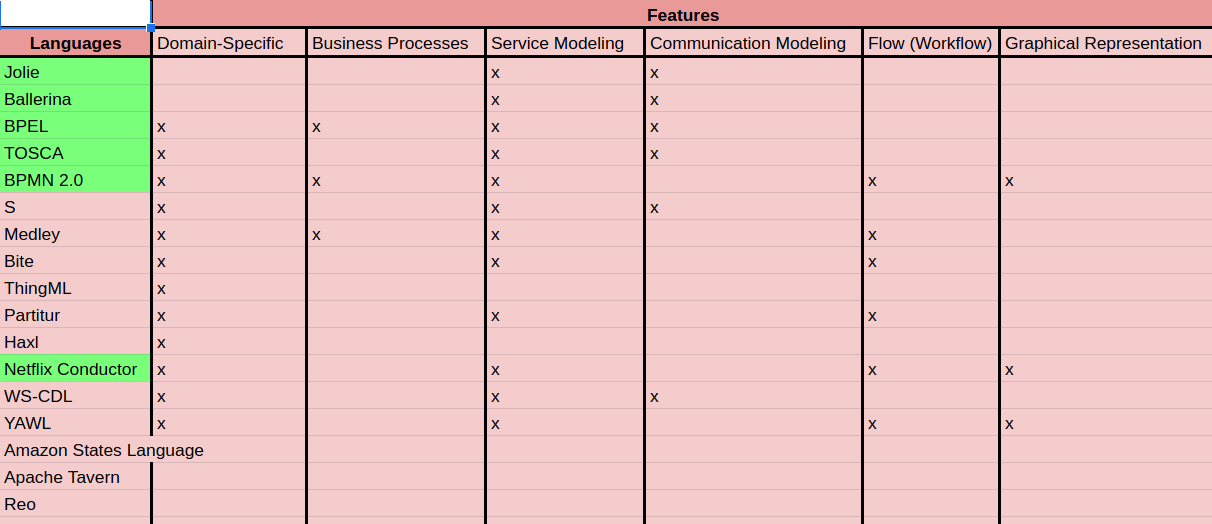 Features
Languages Domain-Specific Business Processes Service Modeling Communication Modeling Flow (Workflow) Graphical Representation
Jolie x x
Ballerina x x
BPEL x x x x
TOSCA x x x
BPMN 2.0 x x x x x
S x x x
Medley x x x x
Bite x x x
ThingML x
Partitur x x x
Haxl x
Netflix Conductor x x x x
WS-CDL x x x
YAWL x x x x
Amazon States Language
Apache Tavern
Reo